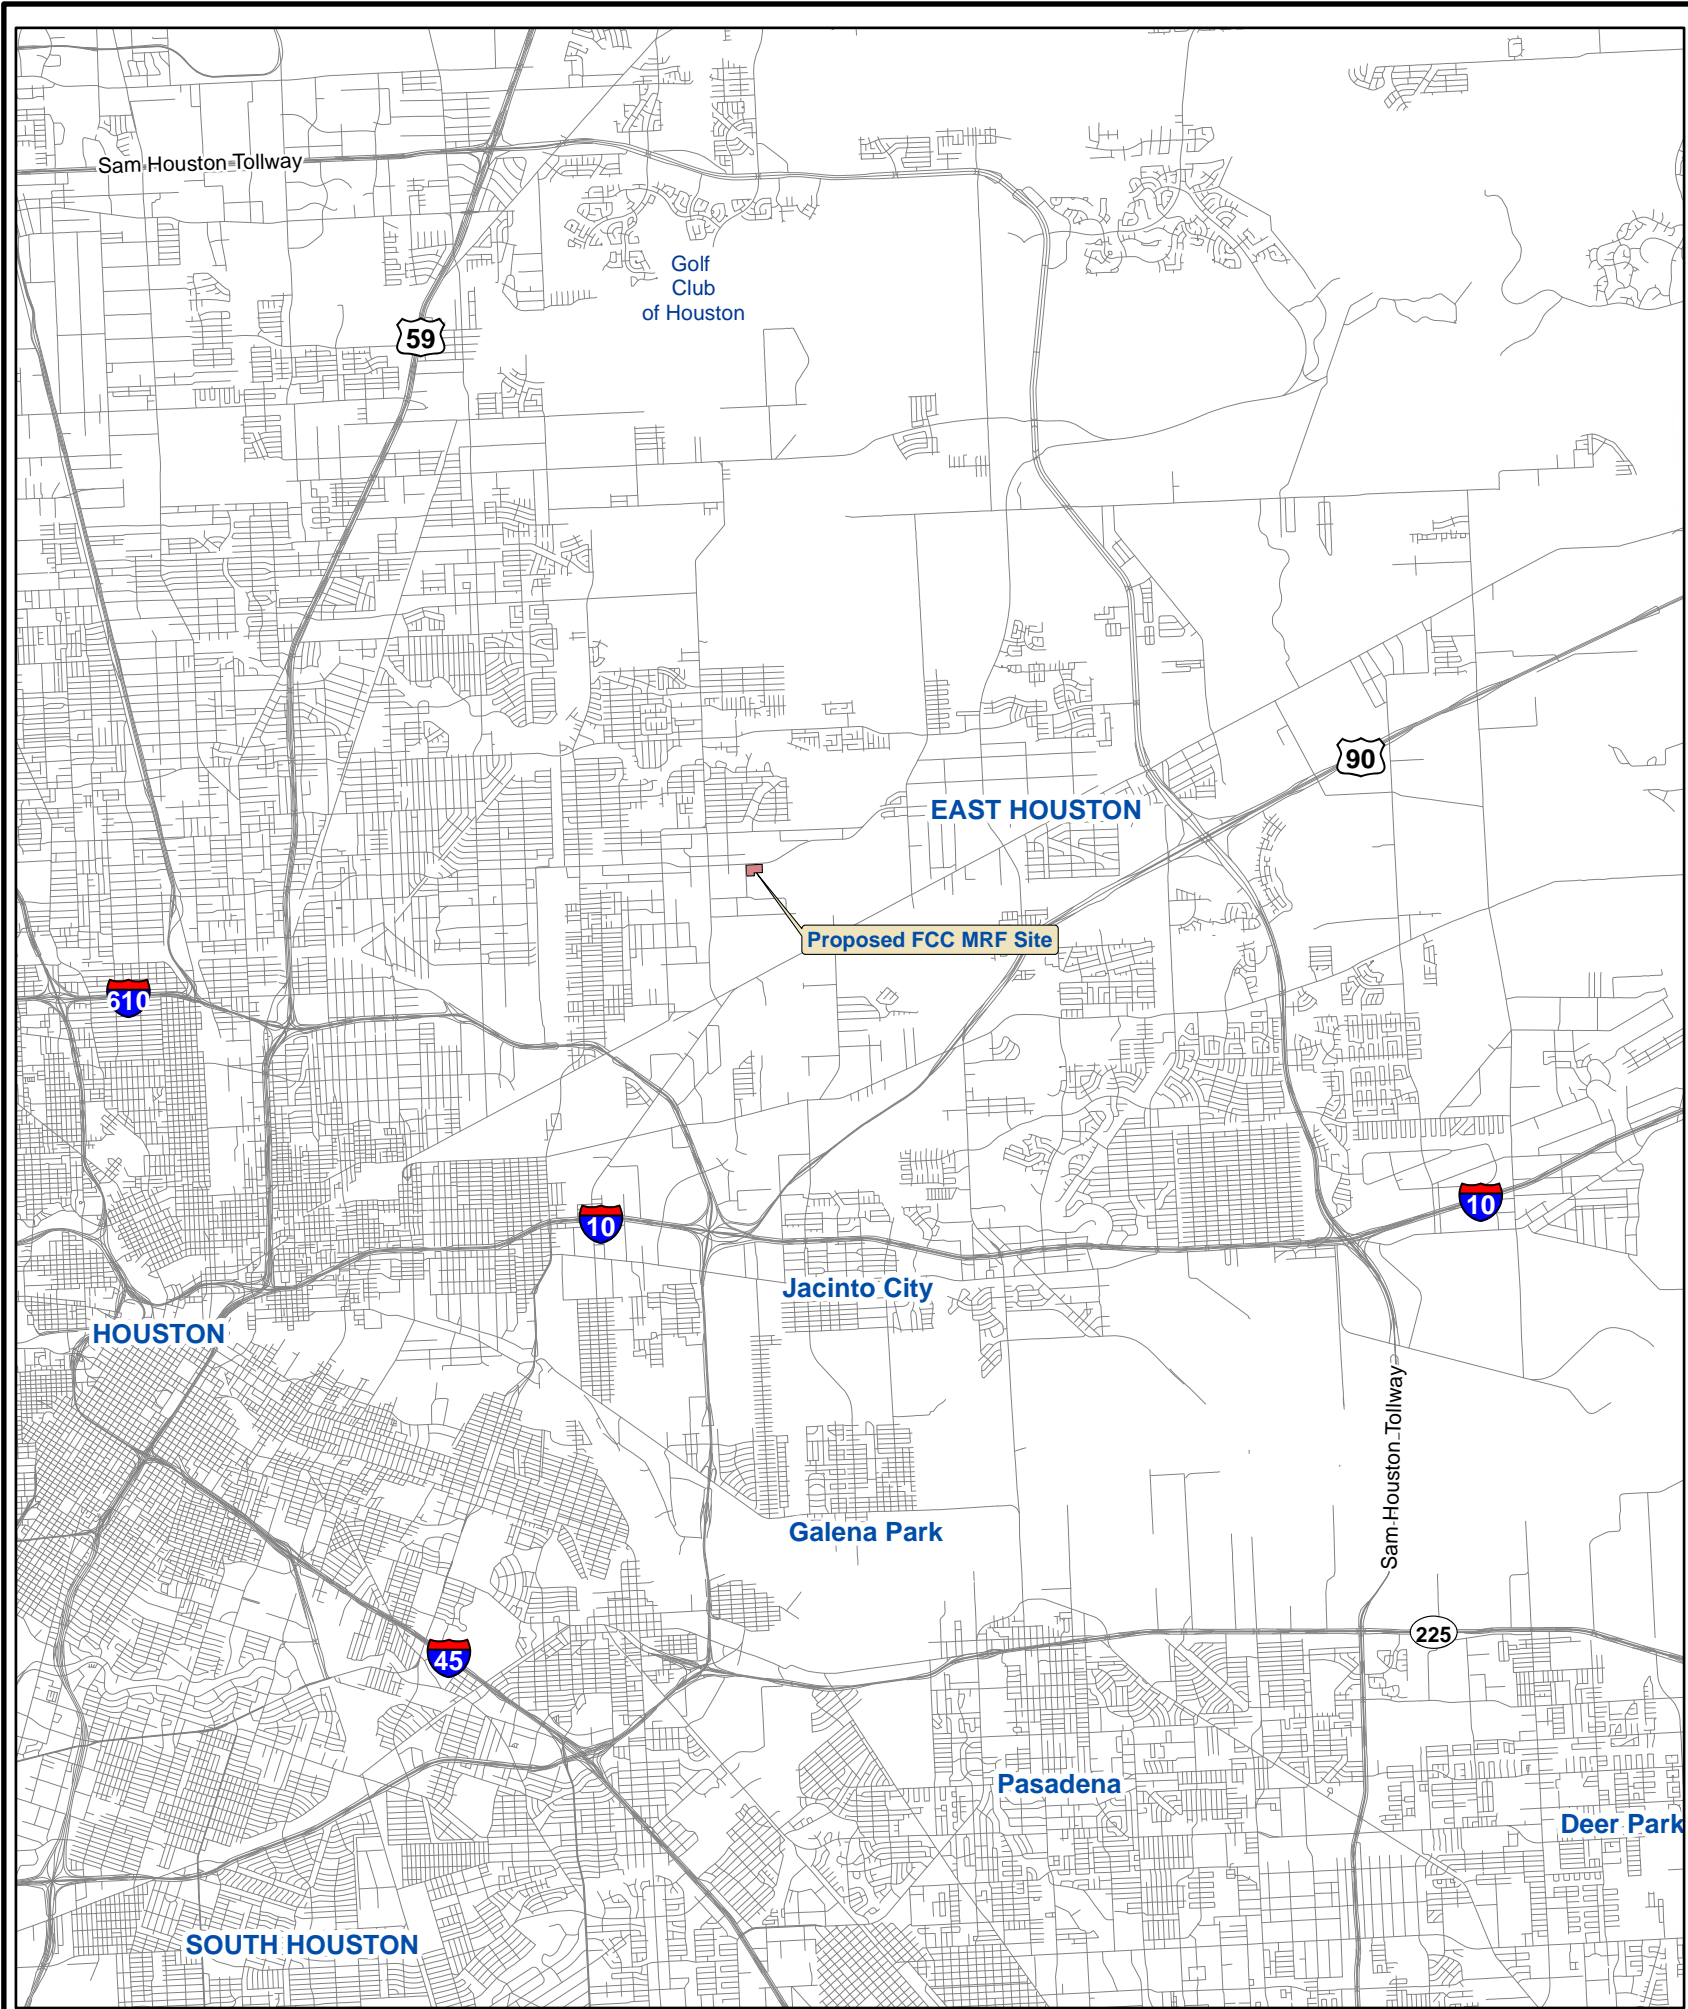 Sam Houston Tollway
Golf
Club
of Houston
59
90
EAST HOUSTON
Proposed FCC MRF Site
610
10
10
Jacinto City
HOUSTON
Sam Houston Tollway
Galena Park
225
45
Pasadena
Deer Park
SOUTH HOUSTON